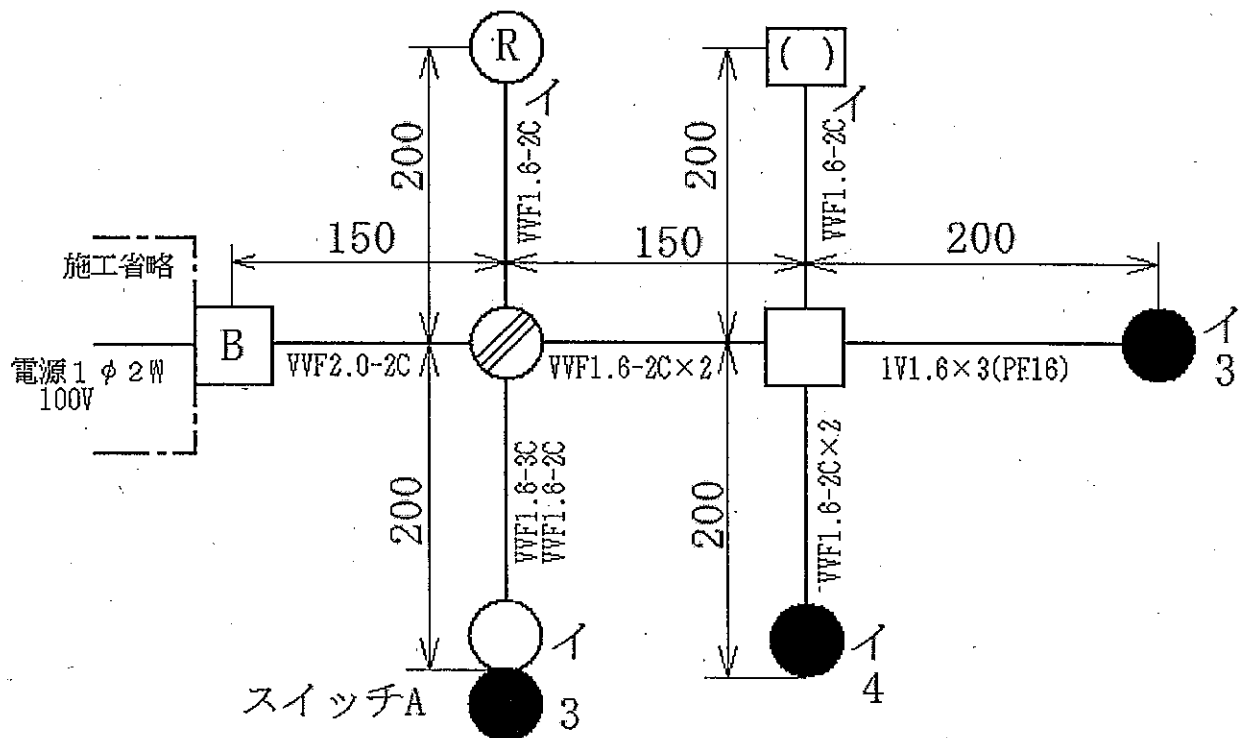 R
イ
VVF1.6-2C
200
( )
イ
VVF1.6-2C
200
150
150
200
施工省略
B
電源1φ2W
100V
VVF2.0-2C
VVF1.6-2C×2
1V1.6×3(PF16)
イ
3
VVF1.6-3C
VVF1.6-2C
200
VVF1.6-2C×2
200
イ
スイッチA
3
イ
4